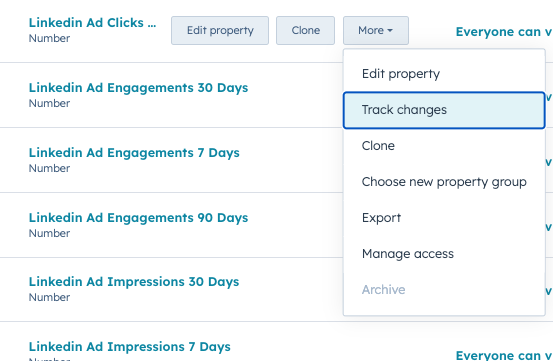 Linkedin Ad Clicks ...
Number
Edit property
Clone
More
Everyone can v
Linkedin Ad Engagements 30 Days
Number
Linkedin Ad Engagements 7 Days
Number
Linkedin Ad Engagements 90 Days
Number
Linkedin Ad Impressions 30 Days
Number
Linkedin Ad Impressions 7 Days
Number
Edit property
Track changes
Clone
Choose new property group
Export
Manage access
Archive
v
v
v
v
Everyone can v